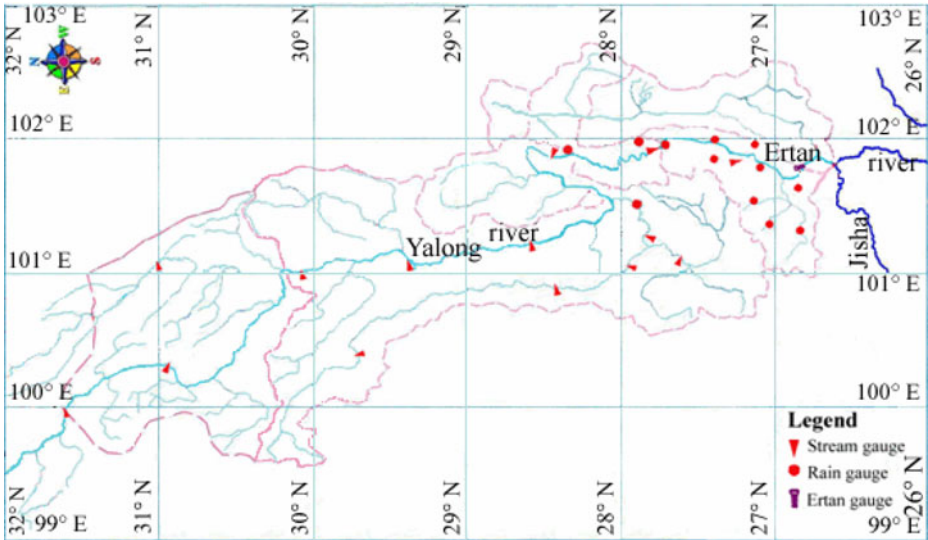 103° E
32° N
31° N
30° N
29° N
28° N
27° N
26° N
103° E
W
N
S
E
102° E
102° E
Ertan
river
river
Yalong
Jisha
101° E
101° E
100° E
100° E
Legend
Stream gauge
Rain gauge
Ertan gauge
32° N
99° E
31° N
30° N
29° N
28° N
27° N
26° N
99° E